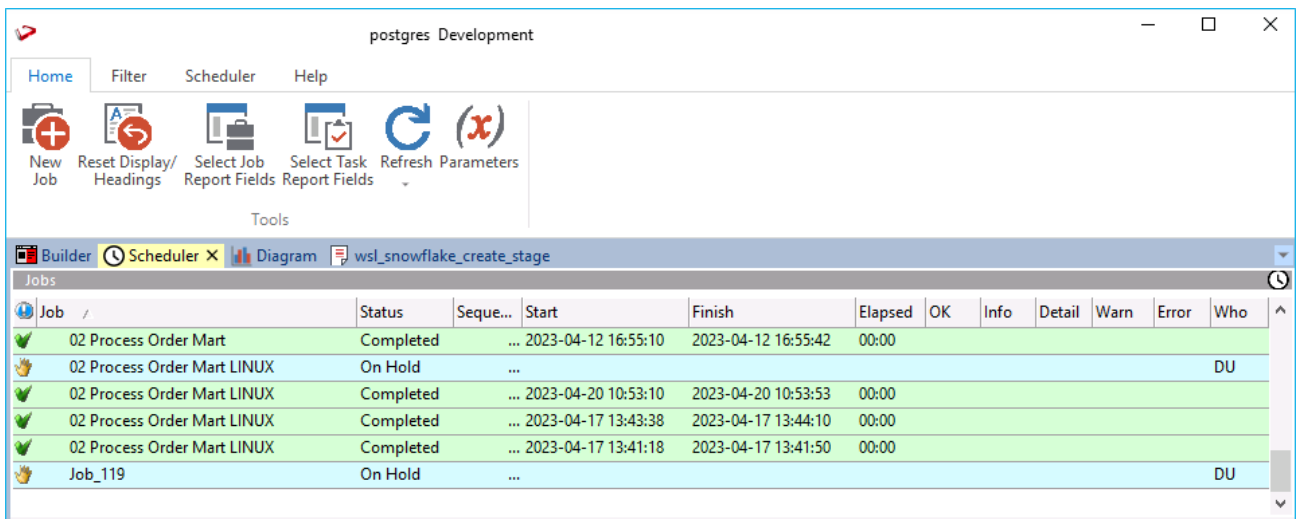 postgres Development
Home Filter Scheduler Help
New Job
Reset Display/ Headings
Select Job Report Fields
Select Task Report Fields
Refresh
Parameters
Tools
Builder Scheduler Diagram wsl_snowflake_create_stage
Jobs
Job Status Seque... Start Finish Elapsed OK Info Detail Warn Error Who
02 Process Order Mart Completed ... 2023-04-12 16:55:10 2023-04-12 16:55:42 00:00
02 Process Order Mart LINUX On Hold ... DU
02 Process Order Mart LINUX Completed ... 2023-04-20 10:53:10 2023-04-20 10:53:53 00:00
02 Process Order Mart LINUX Completed ... 2023-04-17 13:43:38 2023-04-17 13:44:10 00:00
02 Process Order Mart LINUX Completed ... 2023-04-17 13:41:18 2023-04-17 13:41:50 00:00
Job_119 On Hold ... DU